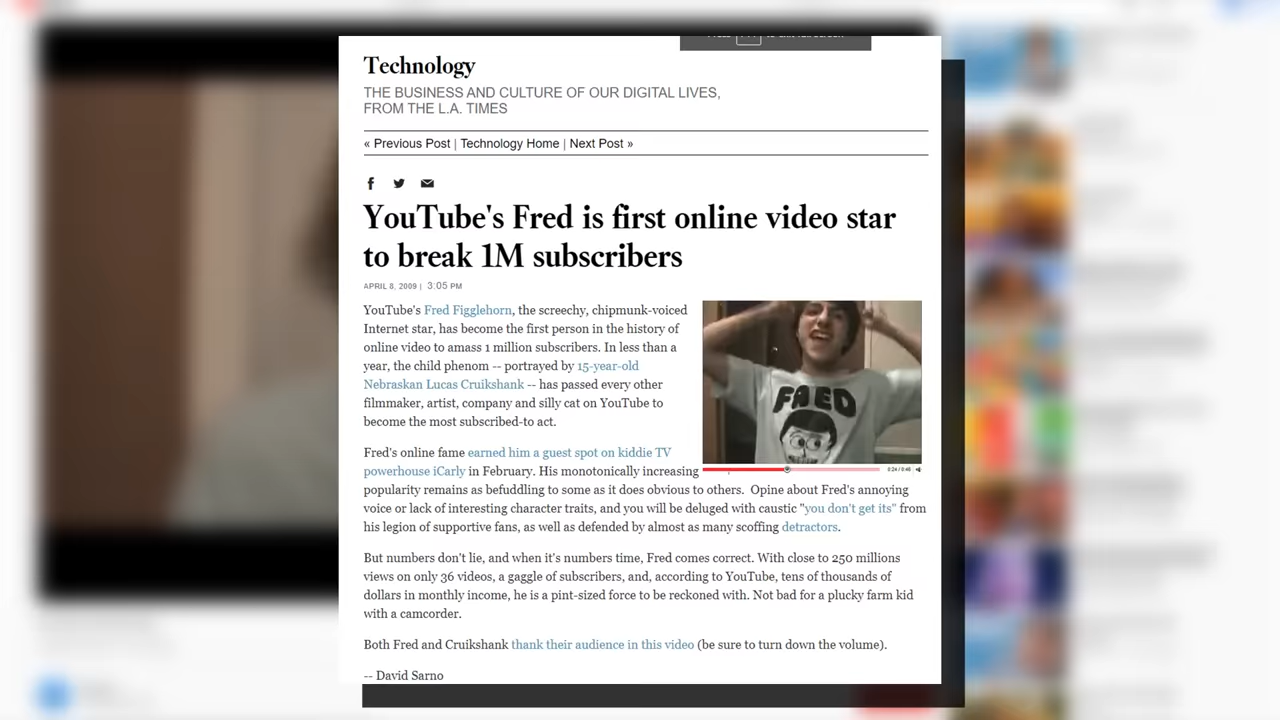 to exit full screen
Technology
THE BUSINESS AND CULTURE OF OUR DIGITAL LIVES,
FROM THE L.A. TIMES
« Previous Post | Technology Home | Next Post »
YouTube's Fred is first online video star
to break 1M subscribers
APRIL 8, 2009 | 3:05 PM
YouTube's Fred Figglehorn, the screechy, chipmunk-voiced
Internet star, has become the first person in the history of
online video to amass 1 million subscribers. In less than a
year, the child phenom -- portrayed by 15-year-old
Nebraskan Lucas Cruikshank -- has passed every other
filmmaker, artist, company and silly cat on YouTube to
become the most subscribed-to act.
FRED
0:24 / 0:46
Fred's online fame earned him a guest spot on kiddie TV
powerhouse iCarly in February. His monotonically increasing
popularity remains as befuddling to some as it does obvious to others. Opine about Fred's annoying
voice or lack of interesting character traits, and you will be deluged with caustic "you don't get its" from
his legion of supportive fans, as well as defended by almost as many scoffing detractors.
But numbers don't lie, and when it's numbers time, Fred comes correct. With close to 250 millions
views on only 36 videos, a gaggle of subscribers, and, according to YouTube, tens of thousands of
dollars in monthly income, he is a pint-sized force to be reckoned with. Not bad for a plucky farm kid
with a camcorder.
Both Fred and Cruikshank thank their audience in this video (be sure to turn down the volume).
-- David Sarno